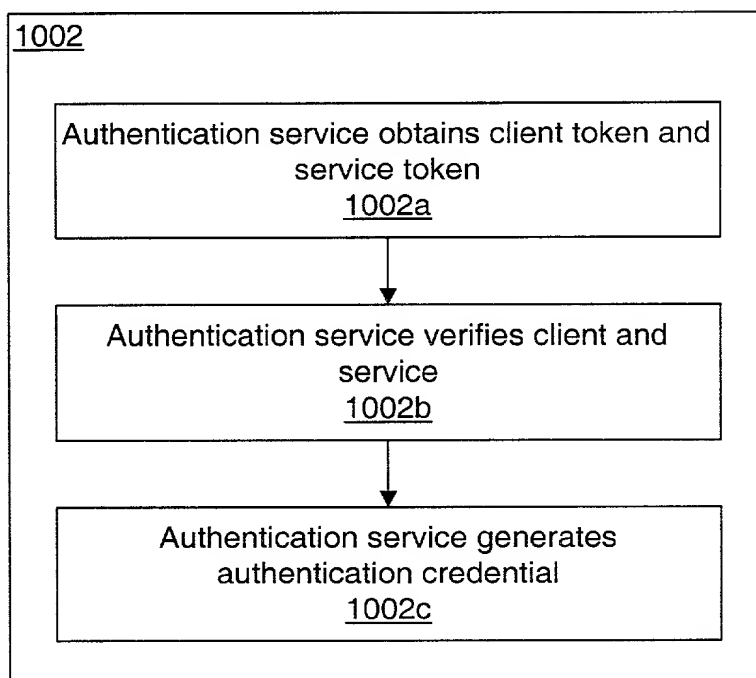 1002
Authentication service obtains client token and
service token
1002a
Authentication service verifies client and
service
1002b
Authentication service generates
authentication credential
1002c